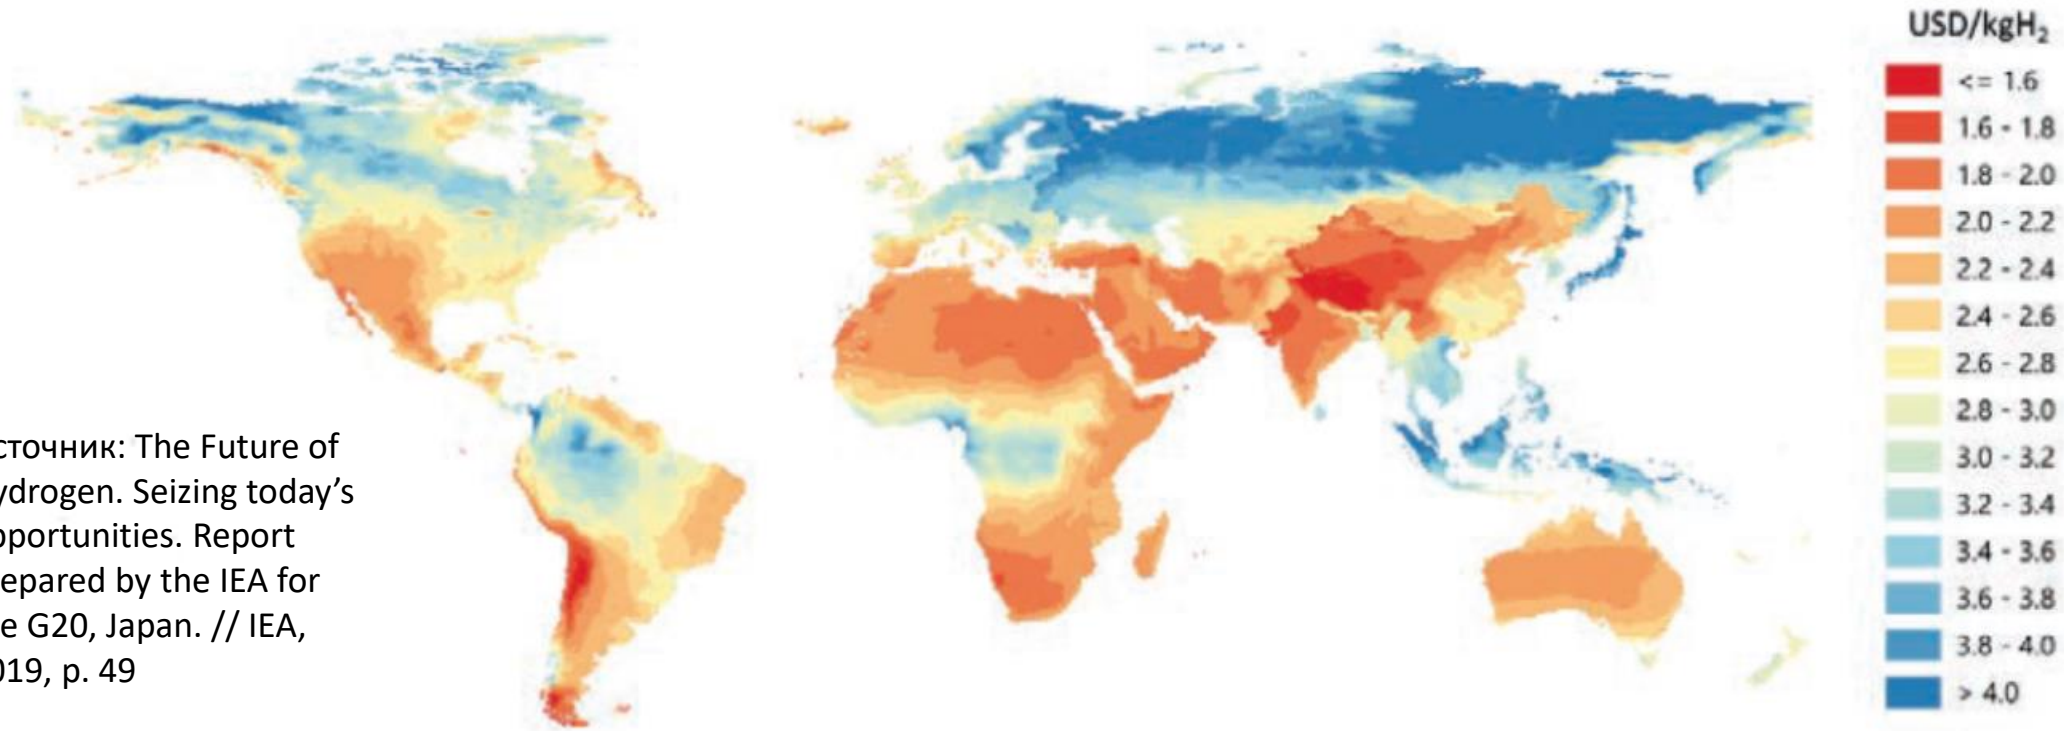 USD/kgH₂
<= 1.6
1.6 - 1.8
1.8 - 2.0
2.0 - 2.2
2.2 - 2.4
2.4 - 2.6
2.6 - 2.8
2.8 - 3.0
3.0 - 3.2
3.2 - 3.4
3.4 - 3.6
3.6 - 3.8
3.8 - 4.0
> 4.0
сточник: The Future of
ydrogen. Seizing today’s
pportunities. Report
epared by the IEA for
e G20, Japan. // IEA,
019, p. 49